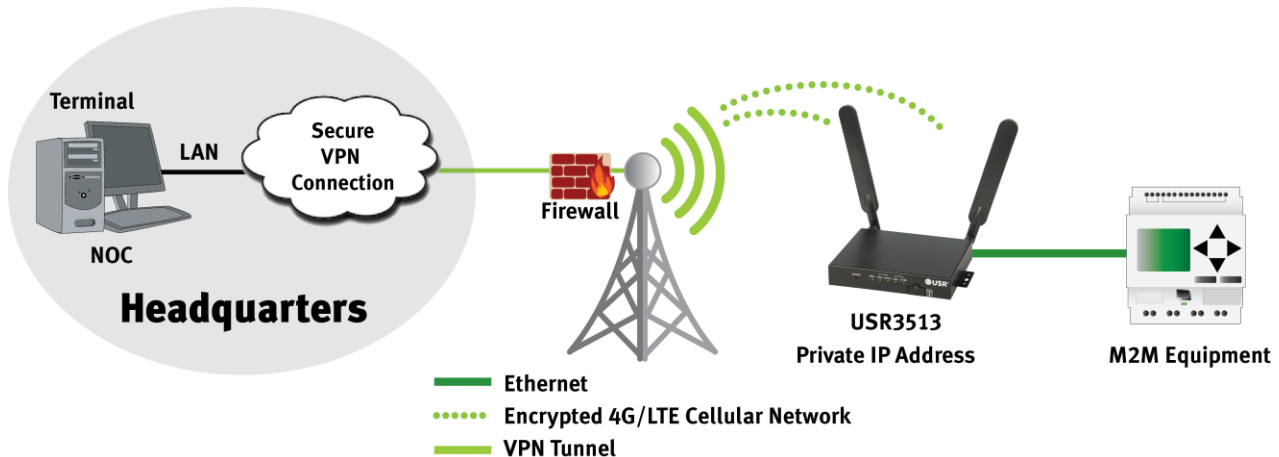 Terminal
LAN
Secure
VPN
Connection
NOC
Headquarters
Firewall
USR
USR3513
Private IP Address
M2M Equipment
Ethernet
Encrypted 4G/LTE Cellular Network
VPN Tunnel